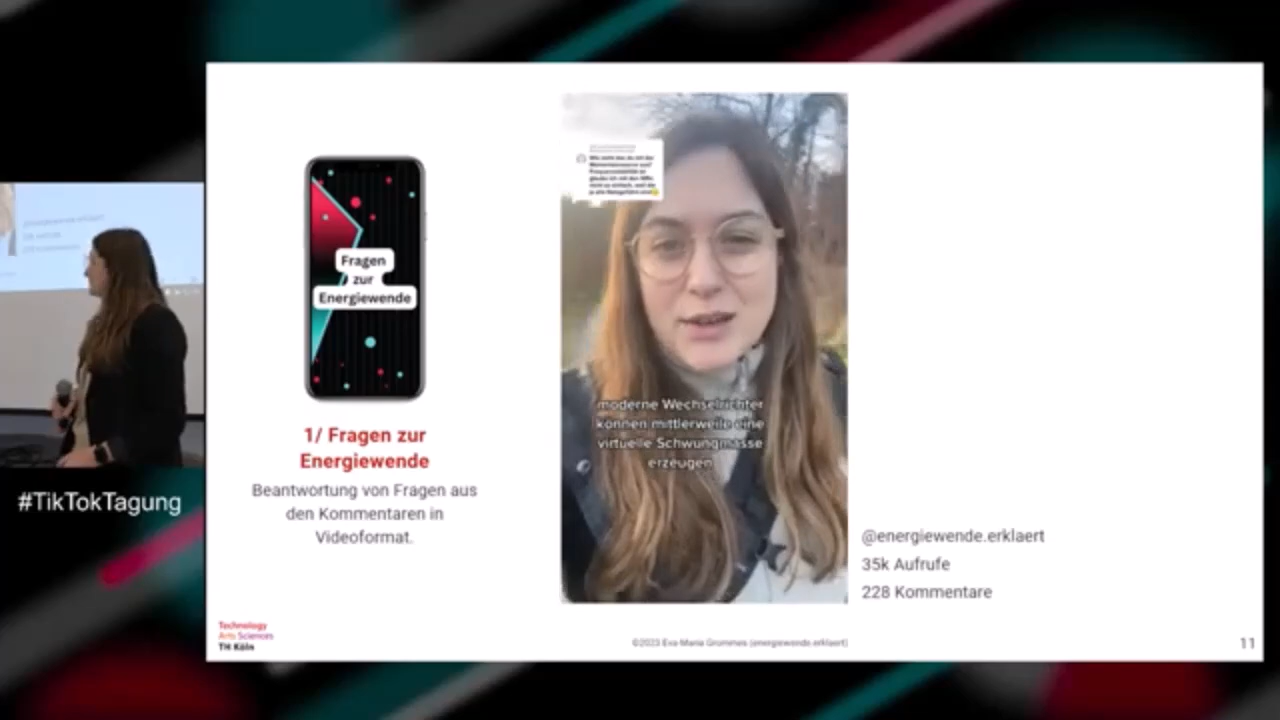 #TikTokTagung
Fragen
zur
Energiewende
1/ Fragen zur
Energiewende
Beantwortung von Fragen aus
den Kommentaren in
Videoformat.
moderne Wechselrichter
können mittlerweile eine
virtuelle Schwungmasse
erzeugen
@energiewende.erklaert
35k Aufrufe
228 Kommentare
Technology
Arts Sciences
TH Köln
©2023 Eva-Maria Grommes (energiewende.erklaert)
11